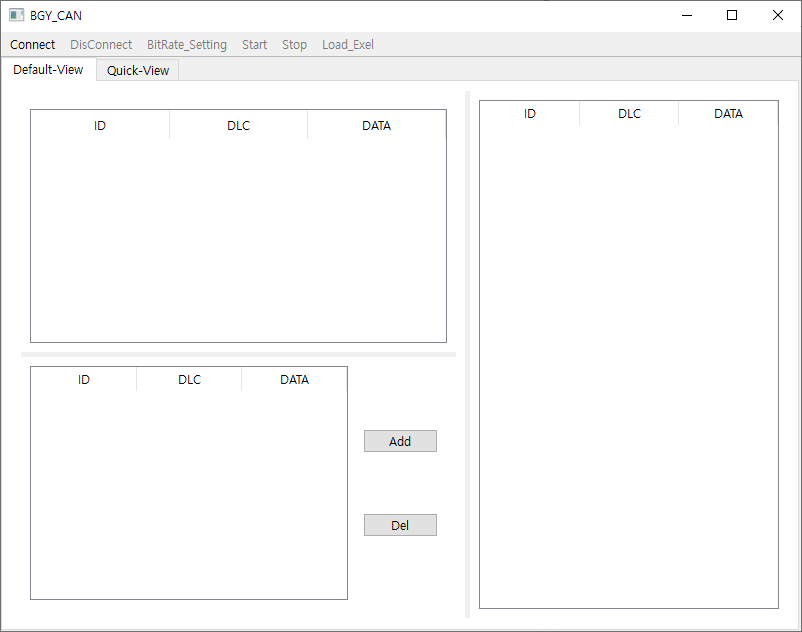 BGY_CAN
Connect DisConnect BitRate_Setting Start Stop Load_Exel
Default-View Quick-View
ID DLC DATA
ID DLC DATA
Add
Del
ID DLC DATA